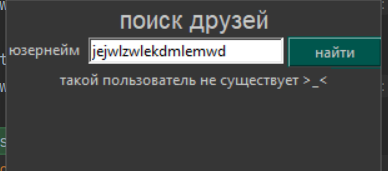 поиск друзей
юзернейм jejwlzwlekdmlemwd найти
такой пользователь не существует >_<